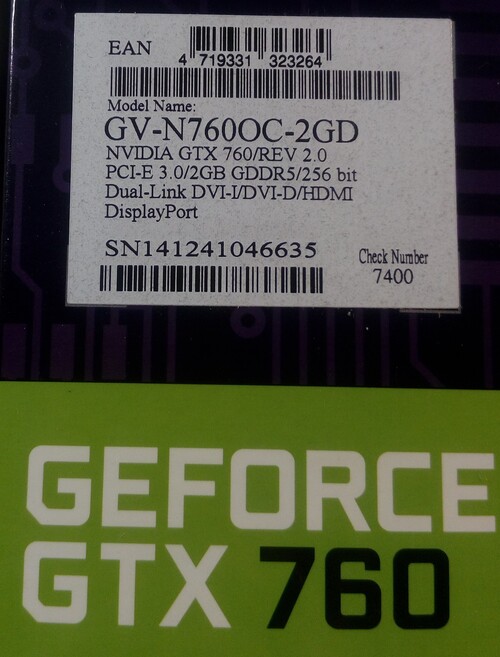 EAN
4 719331 323264
Model Name:
GV-N760OC-2GD
NVIDIA GTX 760/REV 2.0
PCI-E 3.0/2GB GDDR5/256 bit
Dual-Link DVI-I/DVI-D/HDMI
DisplayPort
SN141241046635
Check Number
7400
GEFORCE
GTX 760